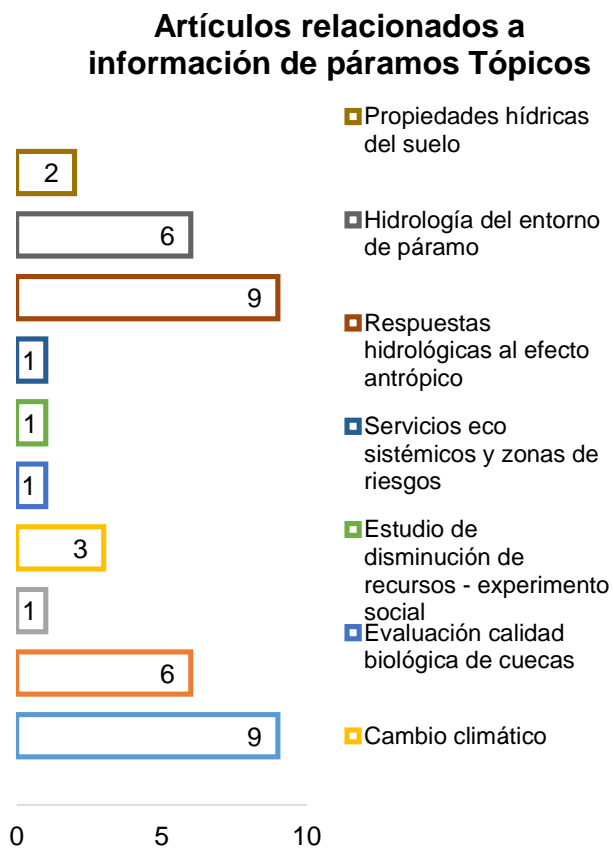 Artículos relacionados a
información de páramos Tópicos
2
6
9
1
1
1
3
1
6
9
0 5 10
Propiedades hídricas
del suelo
Hidrología del entorno
de páramo
Respuestas
hidrológicas al efecto
antrópico
Servicios eco
sistémicos y zonas de
riesgos
Estudio de
disminución de
recursos - experimento
social
Evaluación calidad
biológica de cuecas
Cambio climático